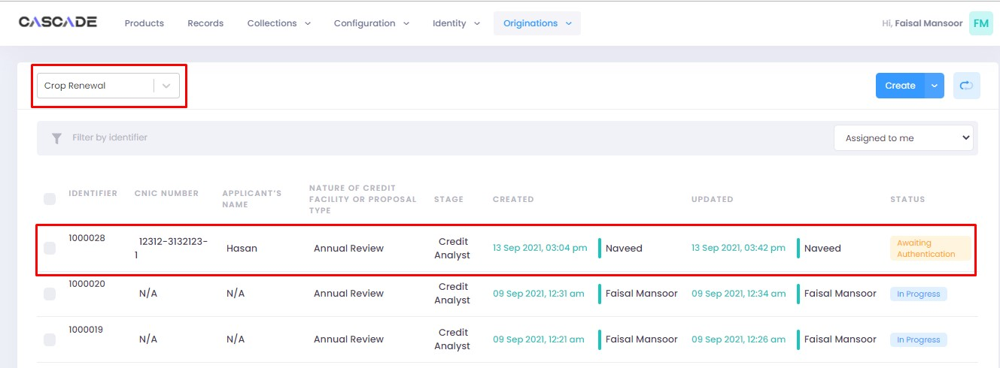 CASCADE Products Records Collections Configuration Identity Originations Hi, Faisal Mansoor FM
Crop Renewal Create
Filter by identifier Assigned to me
IDENTIFIER CNIC NUMBER APPLICANT'S NAME NATURE OF CREDIT FACILITY OR PROPOSAL TYPE STAGE CREATED UPDATED STATUS
1000028 12312-3132123-1 Hasan Annual Review Credit Analyst 13 Sep 2021, 03:04 pm Naveed 13 Sep 2021, 03:42 pm Naveed Awaiting Authentication
1000020 N/A N/A Annual Review Credit Analyst 09 Sep 2021, 12:31 am Faisal Mansoor 09 Sep 2021, 12:34 am Faisal Mansoor In Progress
1000019 N/A N/A Annual Review Credit Analyst 09 Sep 2021, 12:21 am Faisal Mansoor 09 Sep 2021, 12:26 am Faisal Mansoor In Progress